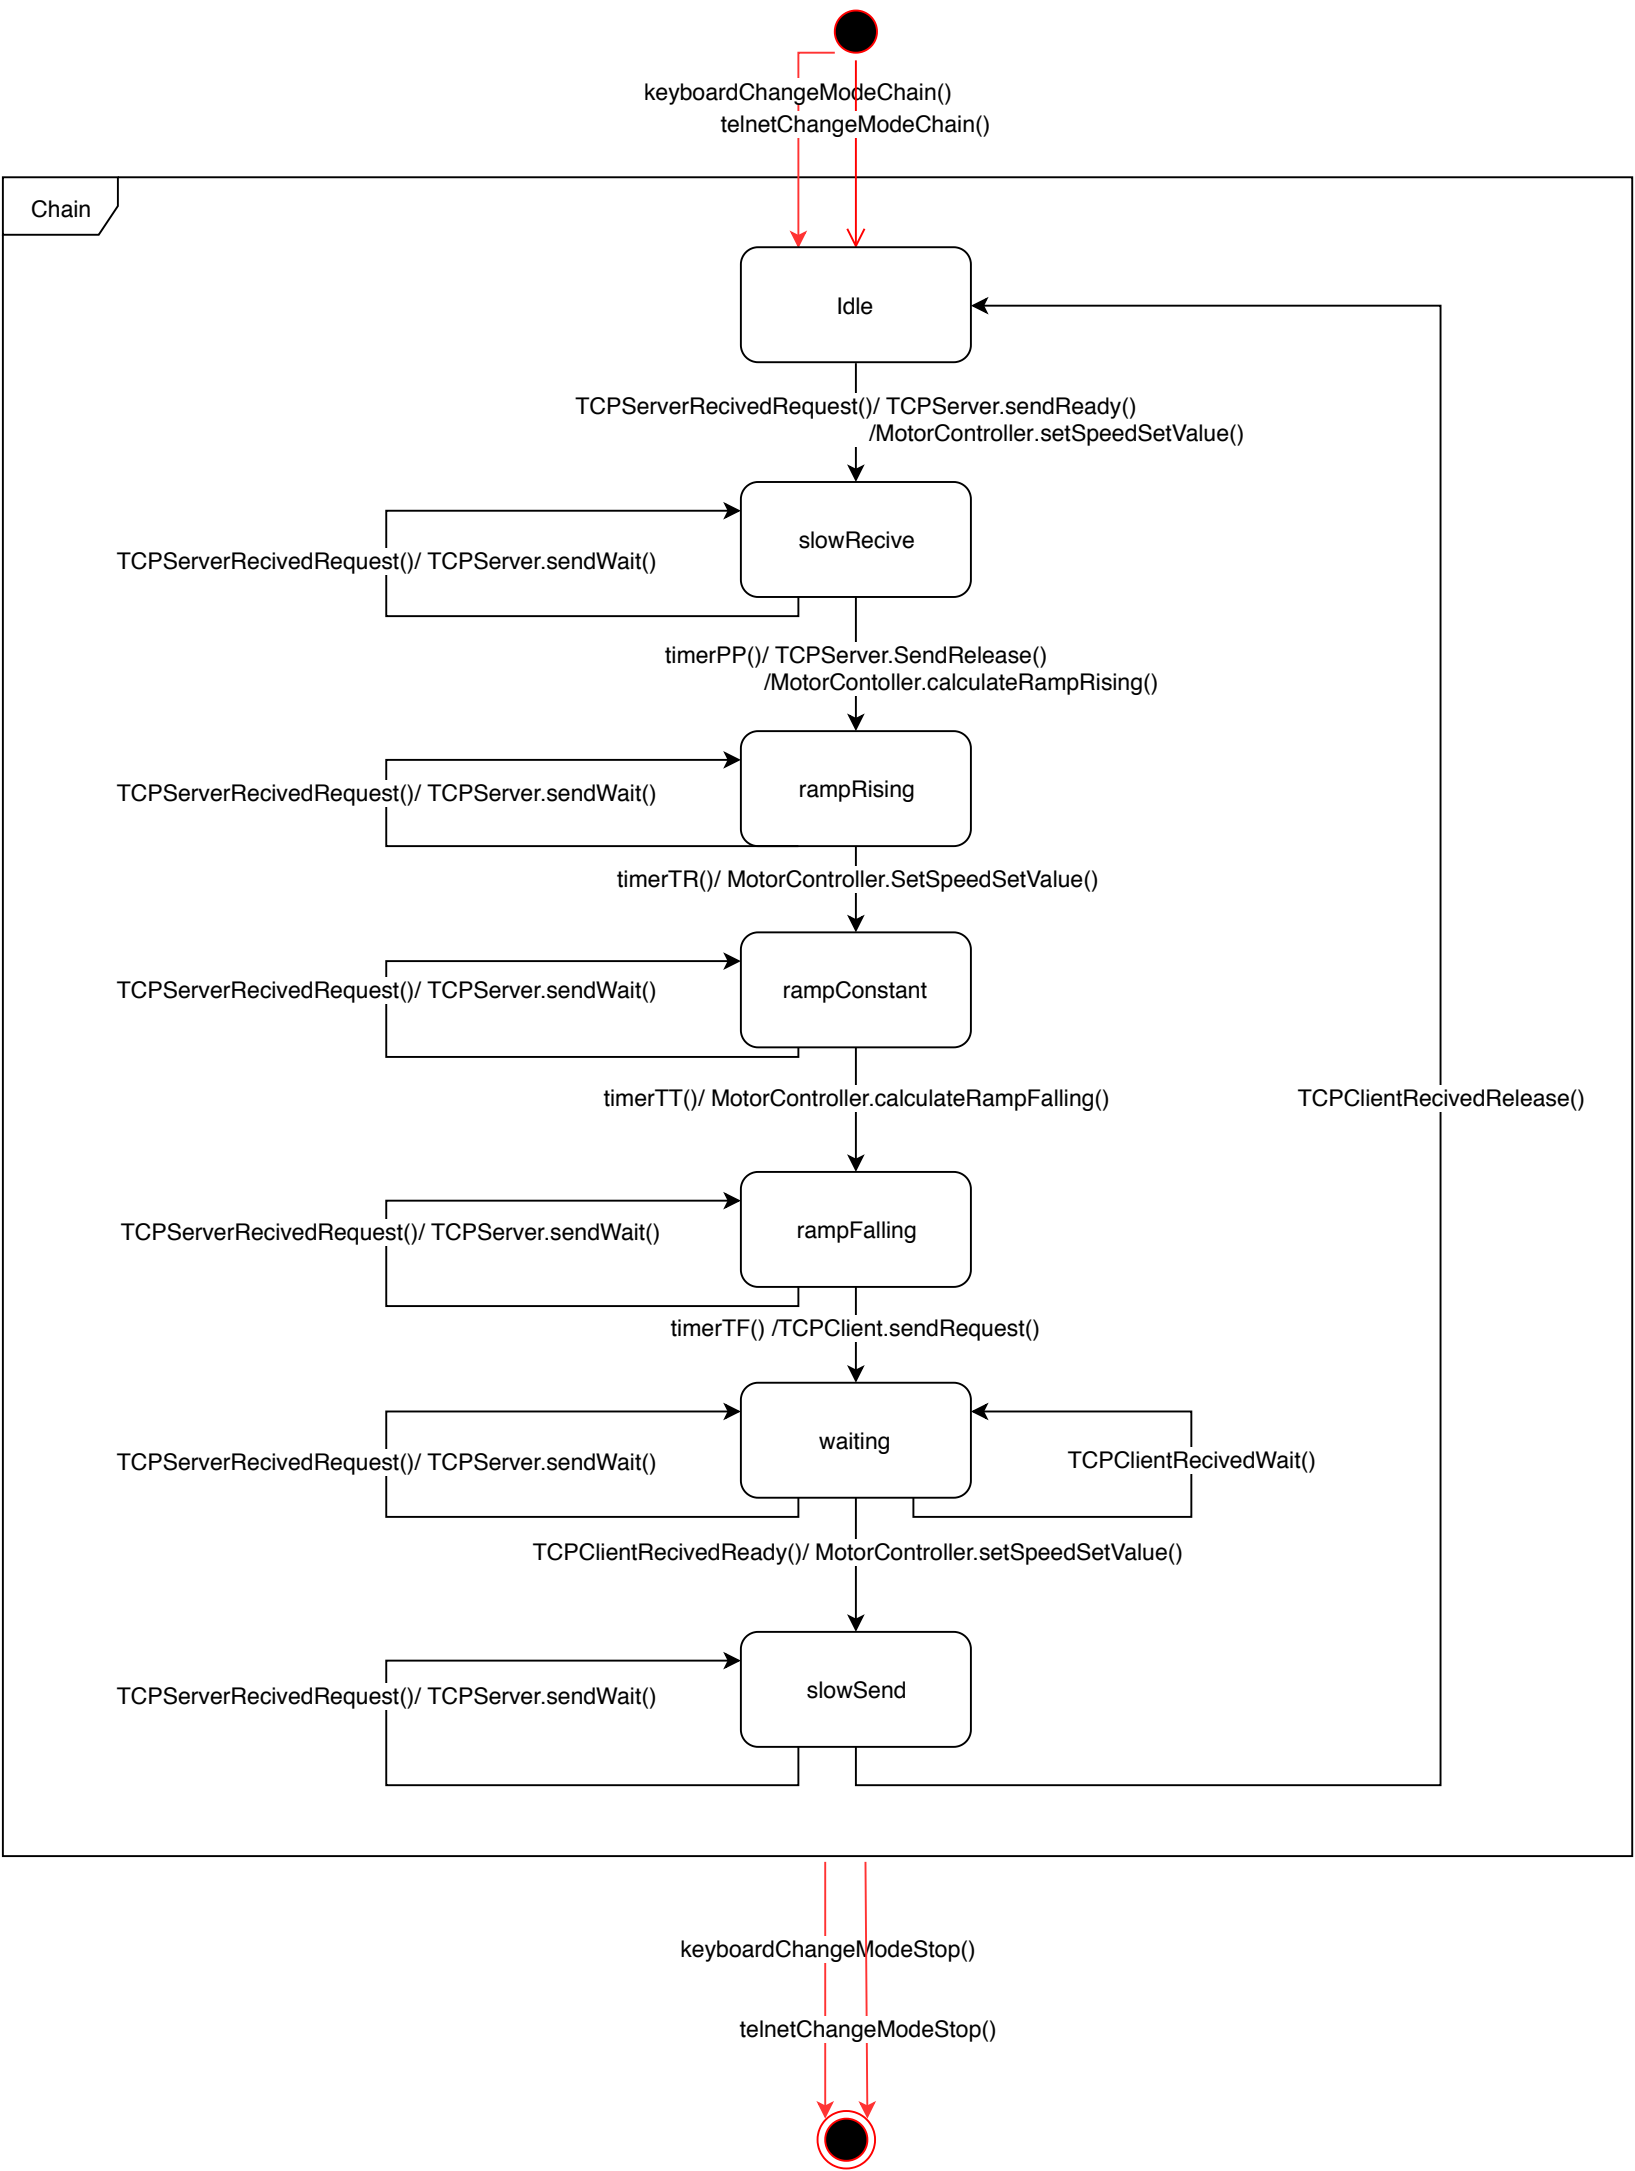 keyboardChangeModeChain()
telnetChangeModeChain()
Chain
Idle
TCPServerRecivedRequest()/ TCPServer.sendReady()
/MotorController.setSpeedSetValue()
slowRecive
TCPServerRecivedRequest()/ TCPServer.sendWait()
timerPP()/ TCPServer.SendRelease()
/MotorContoller.calculateRampRising()
rampRising
TCPServerRecivedRequest()/ TCPServer.sendWait()
timerTR()/ MotorController.SetSpeedSetValue()
rampConstant
TCPServerRecivedRequest()/ TCPServer.sendWait()
timerTT()/ MotorController.calculateRampFalling()
TCPClientRecivedRelease()
rampFalling
TCPServerRecivedRequest()/ TCPServer.sendWait()
timerTF() /TCPClient.sendRequest()
waiting
TCPServerRecivedRequest()/ TCPServer.sendWait()
TCPClientRecivedWait()
TCPClientRecivedReady()/ MotorController.setSpeedSetValue()
slowSend
TCPServerRecivedRequest()/ TCPServer.sendWait()
keyboardChangeModeStop()
telnetChangeModeStop()